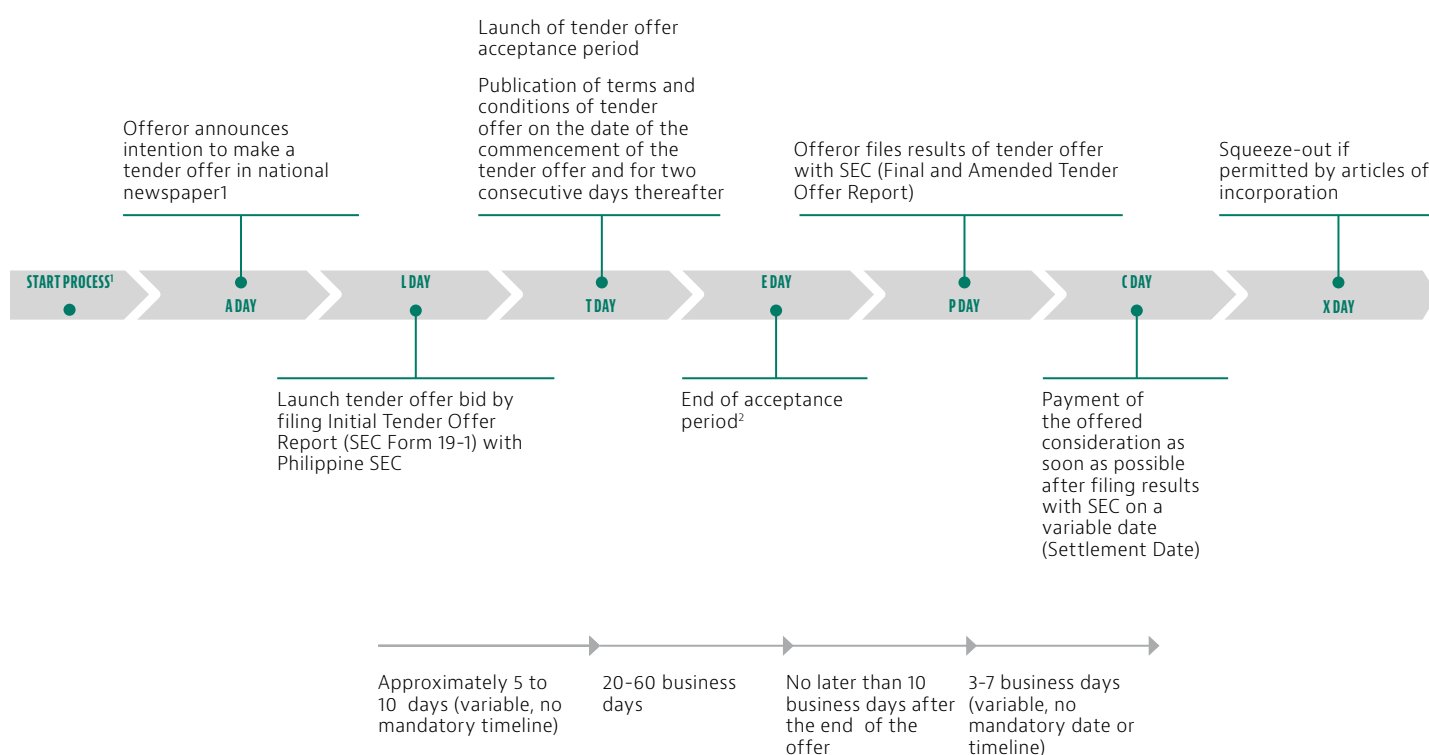 Launch of tender offer
acceptance period
Publication of terms and
conditions of tender
offer on the date of the
commencement of the
tender offer and for two
consecutive days thereafter
Offeror announces
intention to make a
tender offer in national
newspaper1
Offeror files results of tender offer
with SEC (Final and Amended Tender
Offer Report)
Squeeze-out if
permitted by articles of
incorporation
START PROCESS¹
A DAY
L DAY
T DAY
E DAY
P DAY
C DAY
X DAY
Launch tender offer bid by
filing Initial Tender Offer
Report (SEC Form 19-1) with
Philippine SEC
End of acceptance
period²
Payment of
the offered
consideration as
soon as possible
after filing results
with SEC on a
variable date
(Settlement Date)
Approximately 5 to
10 days (variable, no
mandatory timeline)
20-60 business
days
No later than 10
business days after
the end of the
offer
3-7 business days
(variable, no
mandatory date or
timeline)